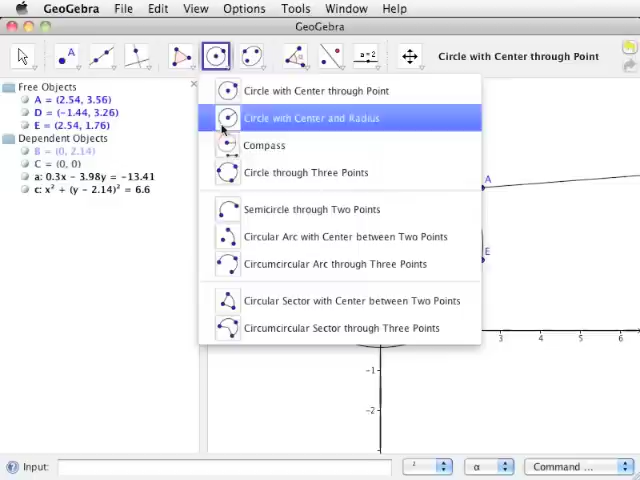 GeoGebra File Edit View Options Tools Window Help
GeoGebra
A
a=2
Circle with Center through Point
Free Objects
A = (2.54, 3.56)
D = (-1.44, 3.26)
E = (2.54, 1.76)
Dependent Objects
B = (0, 2.14)
C = (0, 0)
a: 0.3x - 3.98y = -13.41
c: x² + (y - 2.14)² = 6.6
Circle with Center through Point
Circle with Center and Radius
Compass
Circle through Three Points
Semicircle through Two Points
Circular Arc with Center between Two Points
Circumcircular Arc through Three Points
Circular Sector with Center between Two Points
Circumcircular Sector through Three Points
A
E
3 4 5 6
-1
-2
Input:
²
α
Command ...